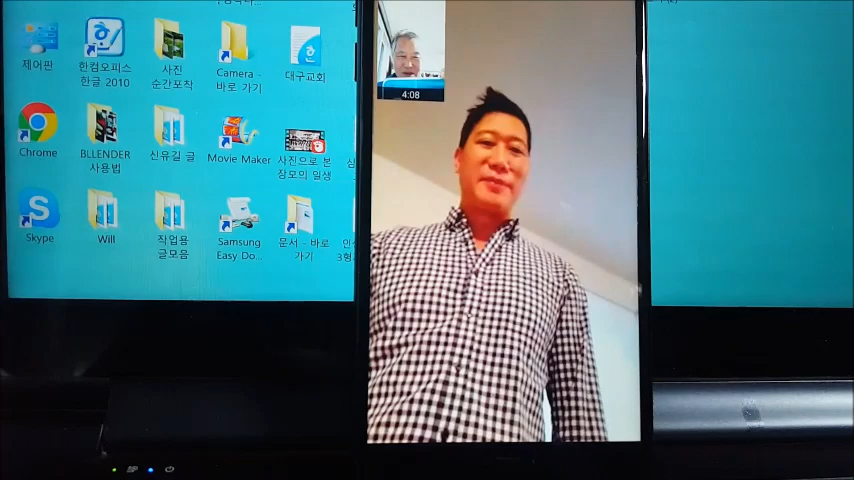 제어판
한컴오피스
한글 2010
사진
순간포착
Camera -
바로 가기
대구교회
4:08
Chrome
BLLENDER
사용법
신유길 글
Movie Maker
사진으로 본
장모의 일생
Skype
Will
작업용
글모음
Samsung
Easy Do...
문서 - 바로
가기